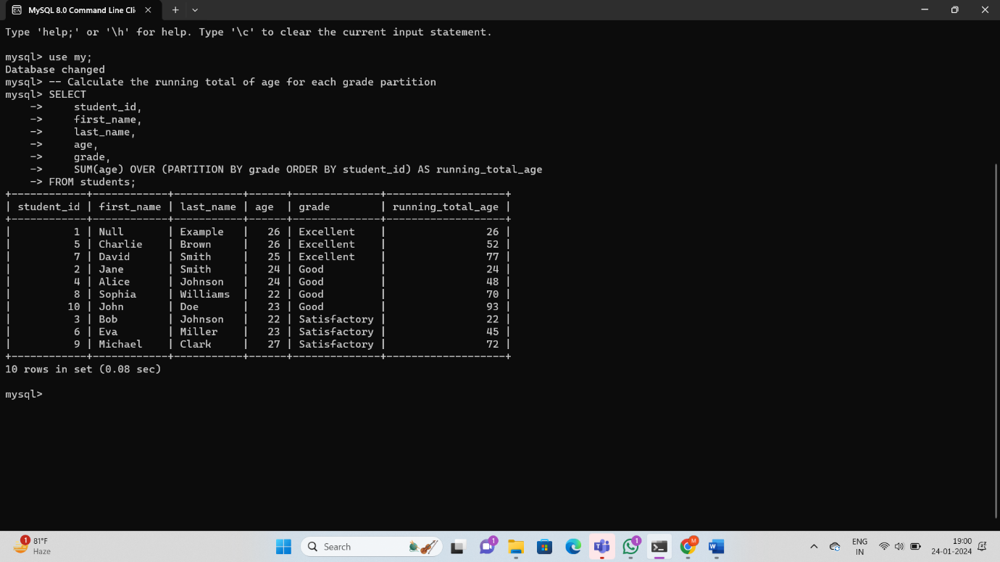 MySQL 8.0 Command Line Cli
Type 'help;' or '\h' for help. Type '\c' to clear the current input statement.
mysql> use my;
Database changed
mysql> -- Calculate the running total of age for each grade partition
mysql> SELECT
    ->     student_id,
    ->     first_name,
    ->     last_name,
    ->     age,
    ->     grade,
    ->     SUM(age) OVER (PARTITION BY grade ORDER BY student_id) AS running_total_age
    -> FROM students;
+------------+------------+-----------+------+--------------+-------------------+
| student_id | first_name | last_name | age  | grade        | running_total_age |
+------------+------------+-----------+------+--------------+-------------------+
|          1 | Null       | Example   |   26 | Excellent    |                26 |
|          5 | Charlie    | Brown     |   26 | Excellent    |                52 |
|          7 | David      | Smith     |   25 | Excellent    |                77 |
|          2 | Jane       | Smith     |   24 | Good         |                24 |
|          4 | Alice      | Johnson   |   24 | Good         |                48 |
|          8 | Sophia     | Williams  |   22 | Good         |                70 |
|         10 | John       | Doe       |   23 | Good         |                93 |
|          3 | Bob        | Johnson   |   22 | Satisfactory |                22 |
|          6 | Eva        | Miller    |   23 | Satisfactory |                45 |
|          9 | Michael    | Clark     |   27 | Satisfactory |                72 |
+------------+------------+-----------+------+--------------+-------------------+
10 rows in set (0.08 sec)
mysql>
1
81°F
Haze
Search
1
1
M
ENG
IN
19:00
24-01-2024